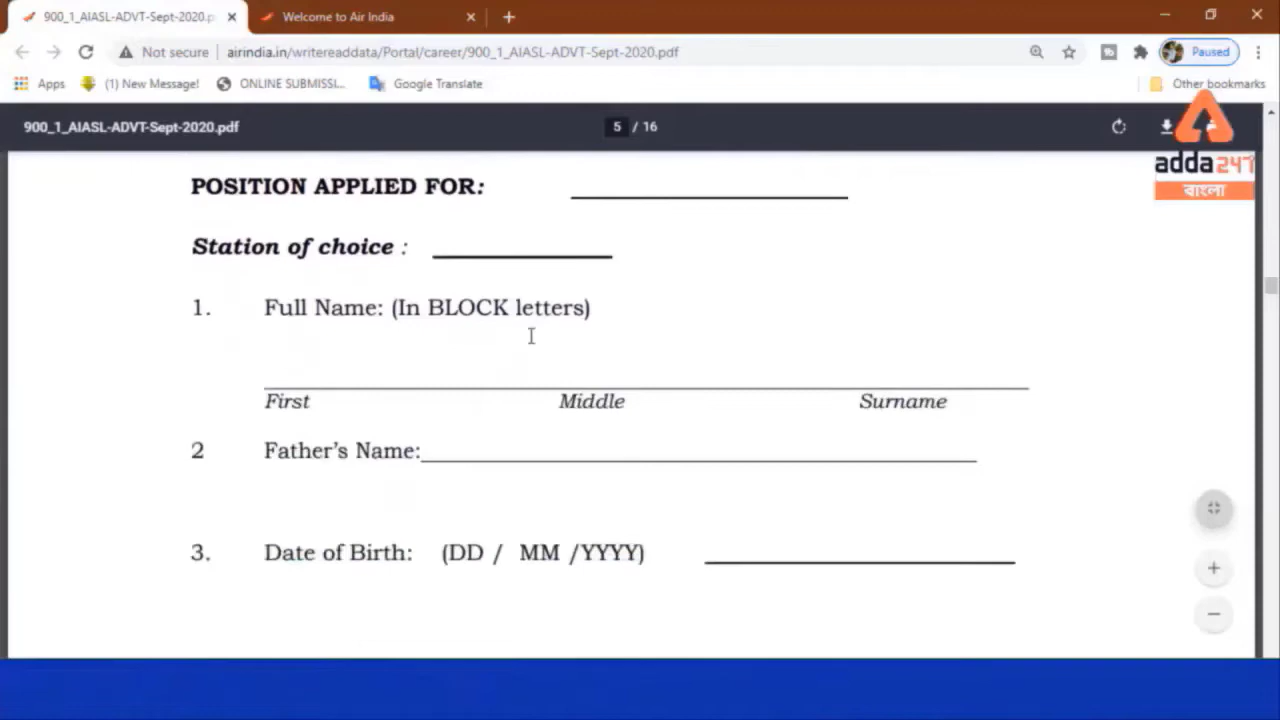 900_1_AIASL-ADVT-Sept-2020.p
Welcome to Air India
Not secure
airindia.in/writereaddata/Portal/career/900_1_AIASL-ADVT-Sept-2020.pdf
Paused
Apps
(1) New Message!
ONLINE SUBMISSI...
Google Translate
Other bookmarks
900_1_AIASL-ADVT-Sept-2020.pdf
5 / 16
adda247
বাংলা
POSITION APPLIED FOR:
Station of choice :
1. Full Name: (In BLOCK letters)
First Middle Surname
2 Father's Name:
3. Date of Birth: (DD / MM /YYYY)